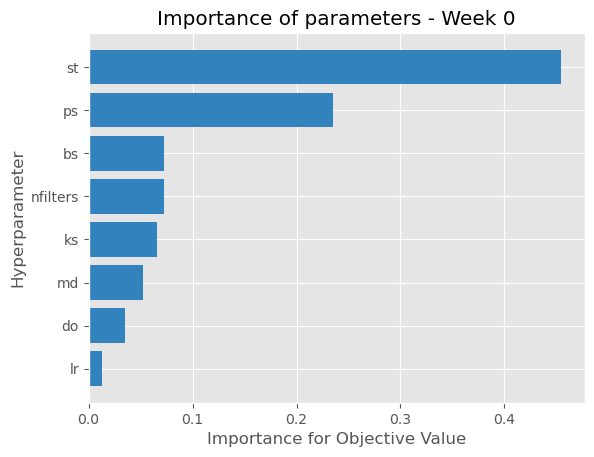 Importance of parameters - Week 0
st
ps
bs
nfilters
ks
md
do
lr
Hyperparameter
0.0 0.1 0.2 0.3 0.4
Importance for Objective Value